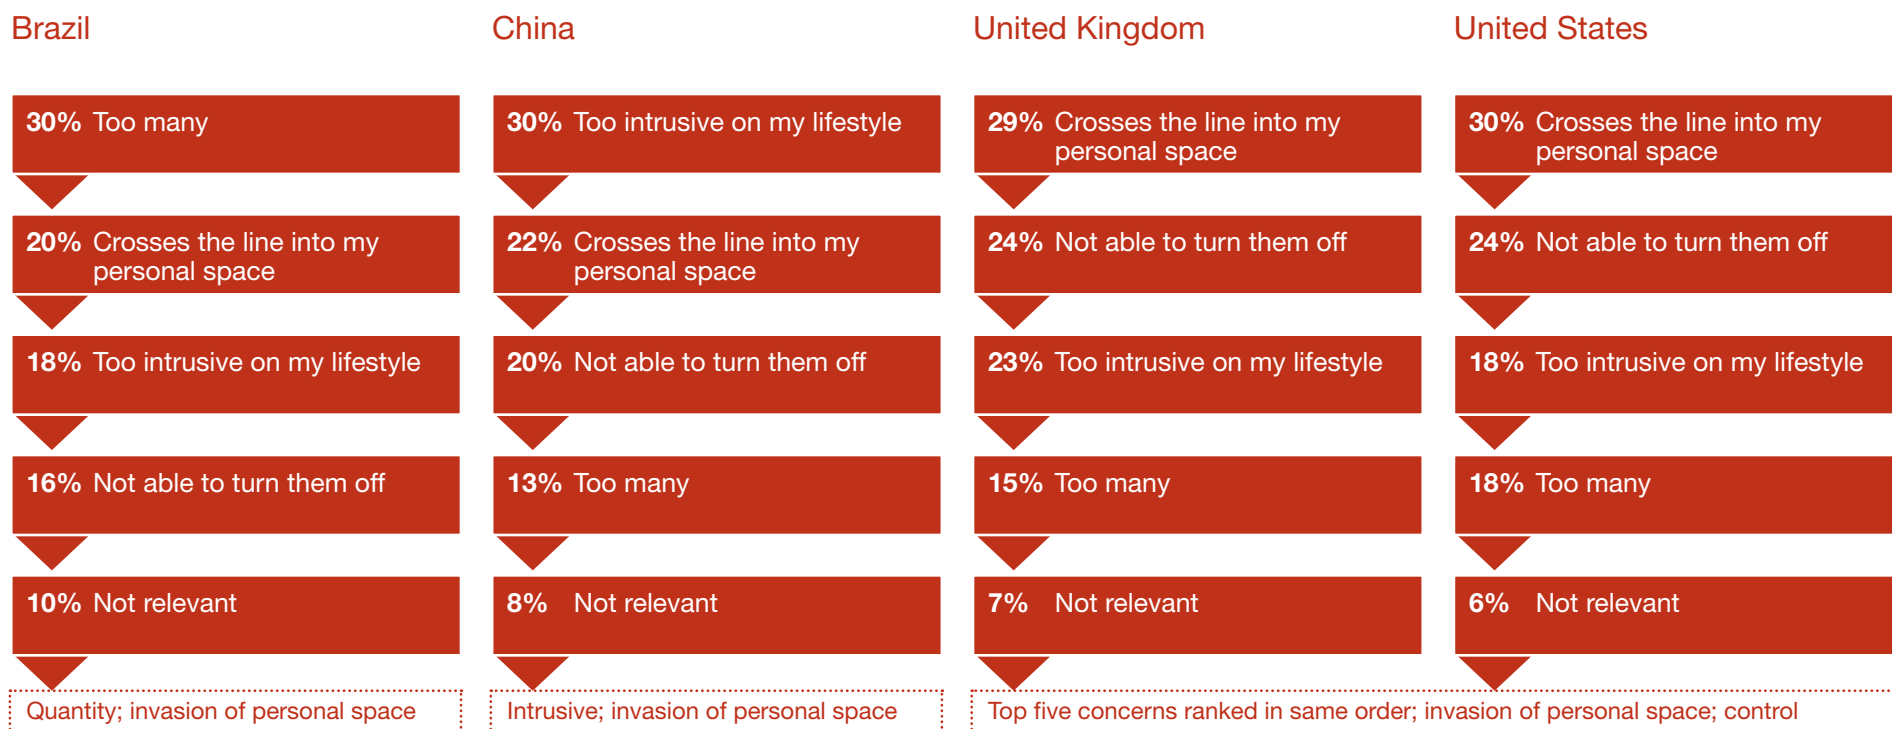 Brazil
30% Too many
20% Crosses the line into my
personal space
18% Too intrusive on my lifestyle
16% Not able to turn them off
10% Not relevant
Quantity; invasion of personal space
China
30% Too intrusive on my lifestyle
22% Crosses the line into my
personal space
20% Not able to turn them off
13% Too many
8% Not relevant
Intrusive; invasion of personal space
United Kingdom
29% Crosses the line into my
personal space
24% Not able to turn them off
23% Too intrusive on my lifestyle
15% Too many
7% Not relevant
United States
30% Crosses the line into my
personal space
24% Not able to turn them off
18% Too intrusive on my lifestyle
18% Too many
6% Not relevant
Top five concerns ranked in same order; invasion of personal space; control